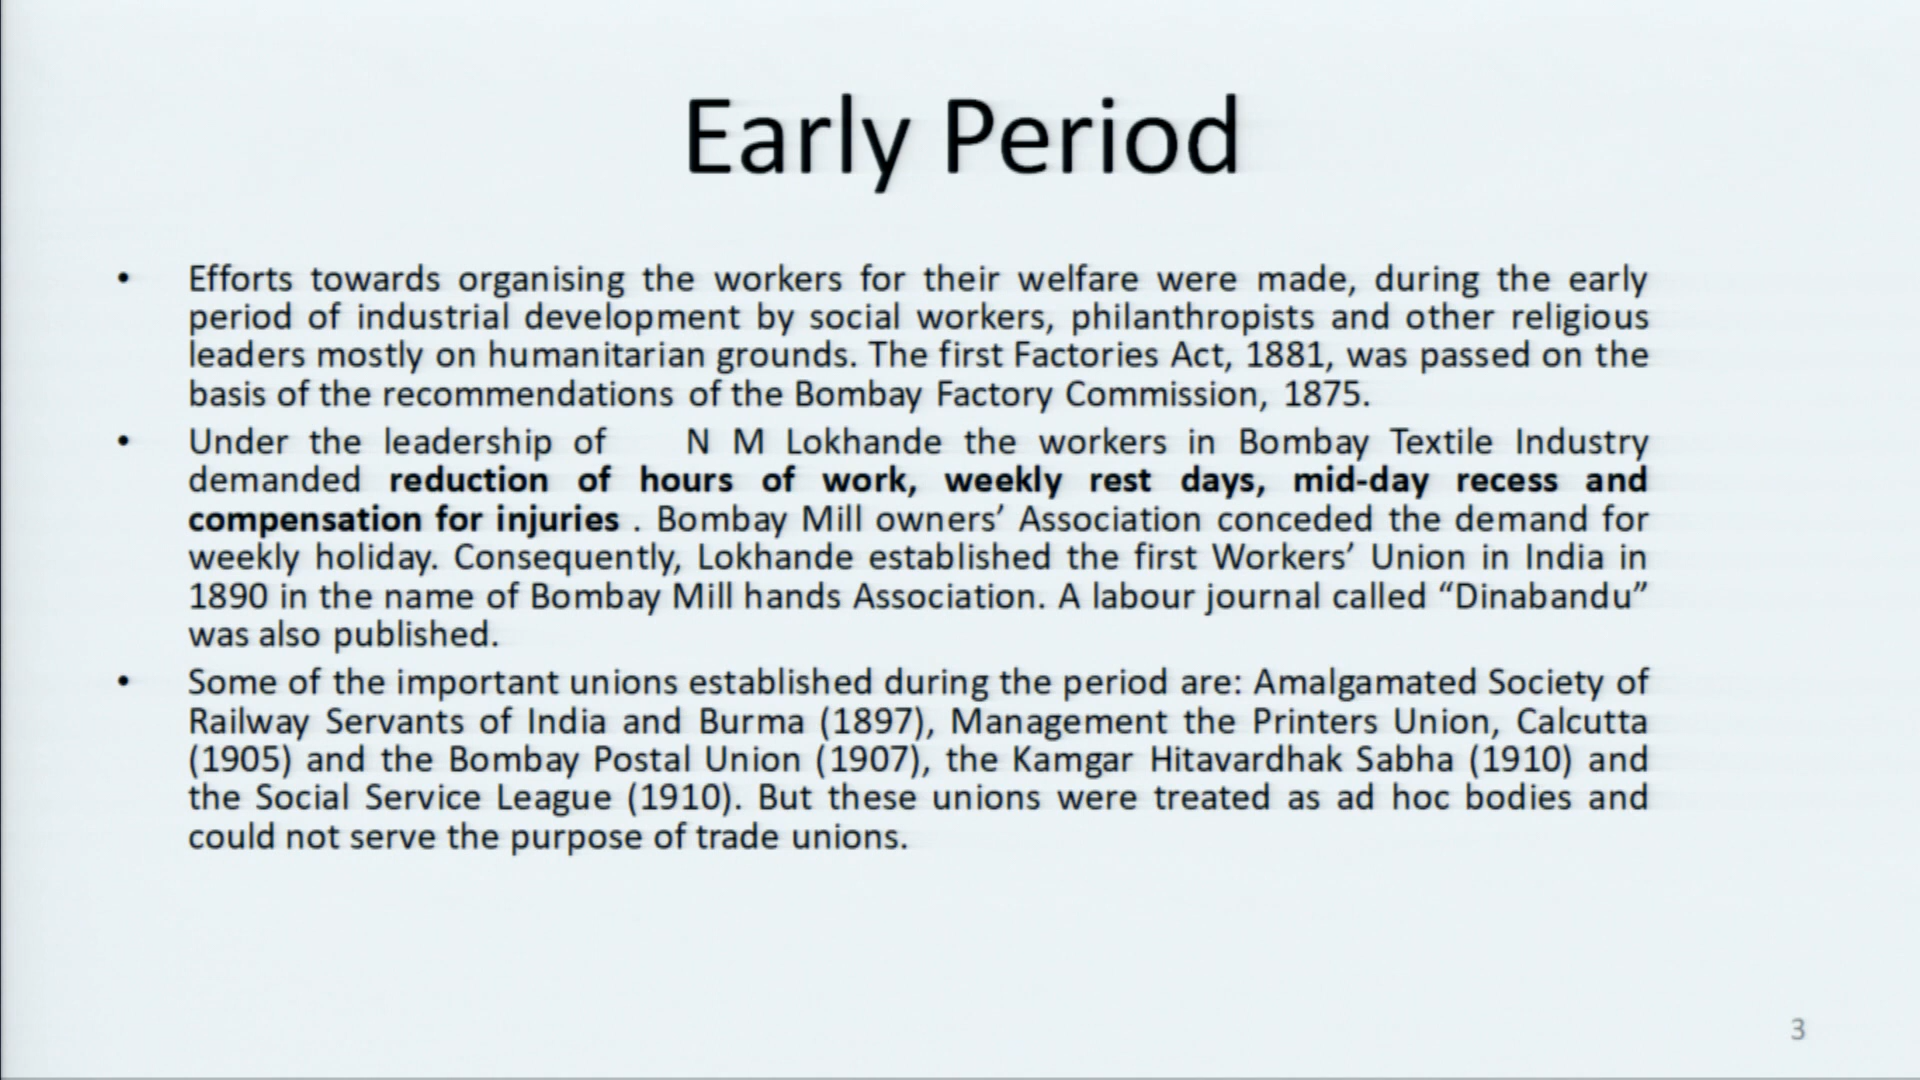 Early Period
• Efforts towards organising the workers for their welfare were made, during the early
period of industrial development by social workers, philanthropists and other religious
leaders mostly on humanitarian grounds. The first Factories Act, 1881, was passed on the
basis of the recommendations of the Bombay Factory Commission, 1875.
• Under the leadership of N M Lokhande the workers in Bombay Textile Industry
demanded reduction of hours of work, weekly rest days, mid-day recess and
compensation for injuries . Bombay Mill owners’ Association conceded the demand for
weekly holiday. Consequently, Lokhande established the first Workers’ Union in India in
1890 in the name of Bombay Mill hands Association. A labour journal called “Dinabandu”
was also published.
• Some of the important unions established during the period are: Amalgamated Society of
Railway Servants of India and Burma (1897), Management the Printers Union, Calcutta
(1905) and the Bombay Postal Union (1907), the Kamgar Hitavardhak Sabha (1910) and
the Social Service League (1910). But these unions were treated as ad hoc bodies and
could not serve the purpose of trade unions.
3